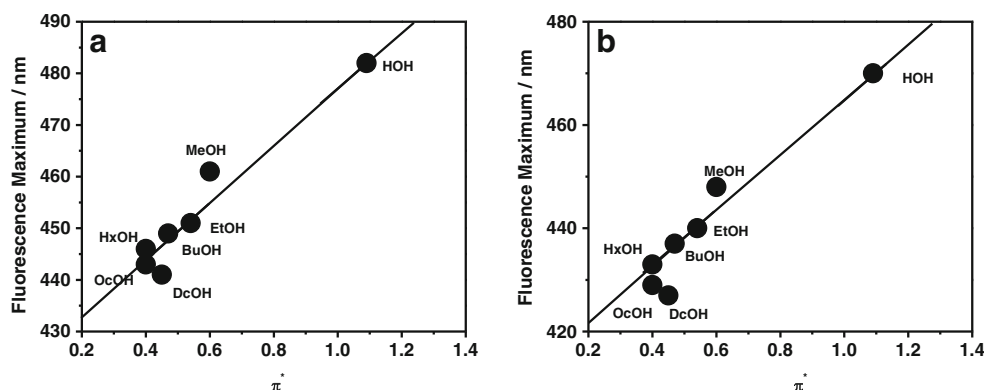 a
490
480
470
460
450
440
430
Fluorescence Maximum / nm
HOH
MeOH
EtOH
HxOH
BuOH
OcOH
DcOH
0.2 0.4 0.6 0.8 1.0 1.2 1.4
π*
b
480
460
440
420
Fluorescence Maximum / nm
HOH
MeOH
EtOH
HxOH
BuOH
OcOH
DcOH
0.2 0.4 0.6 0.8 1.0 1.2 1.4
π*